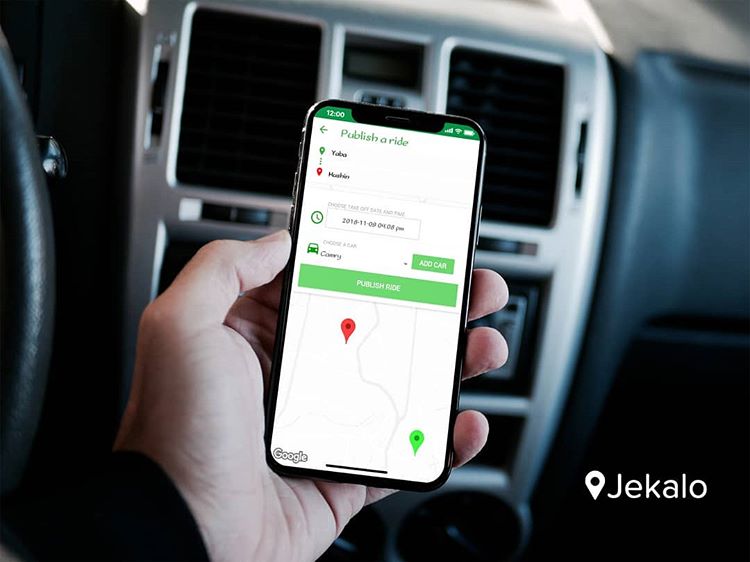 12:00
Publish a ride
Yaba
Mushin
CHOOSE TAKE OFF DATE AND TIME
2018-11-09 04:08 pm
CHOOSE A CAR
Camry
ADD CAR
PUBLISH RIDE
Google
Jekalo